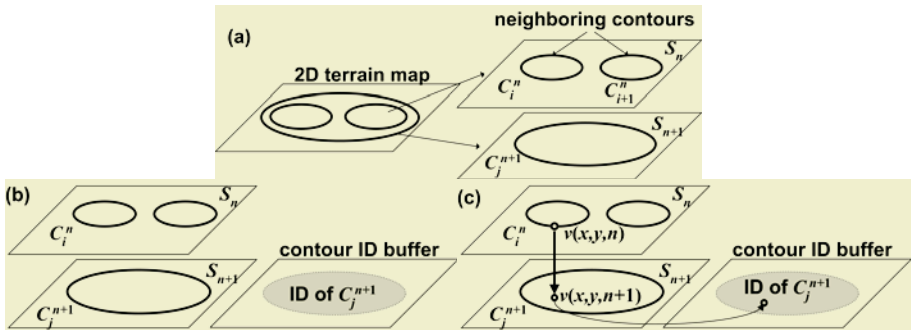 neighboring contours
(a)
S_n
2D terrain map
C_i^n
C_{i+1}^n
S_{n+1}
C_j^{n+1}
(b)
S_n
C_i^n
contour ID buffer
S_{n+1}
ID of C_j^{n+1}
C_j^{n+1}
(c)
S_n
C_i^n
v(x,y,n)
contour ID buffer
S_{n+1}
ID of C_j^{n+1}
v(x,y,n+1)
C_j^{n+1}